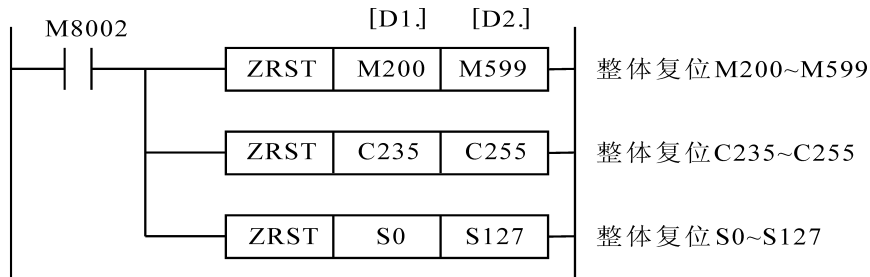 [D1.] [D2.]
M8002
ZRST M200 M599 整体复位M200~M599
ZRST C235 C255 整体复位C235~C255
ZRST S0 S127 整体复位S0~S127